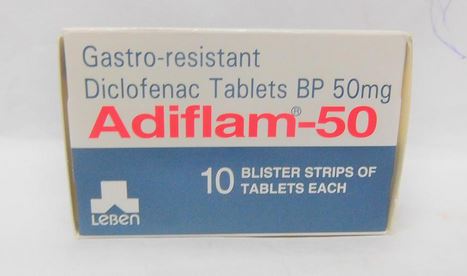 Gastro-resistant
Diclofenac Tablets BP 50mg
Adiflam®-50
10 BLISTER STRIPS OF
TABLETS EACH
LEBEN